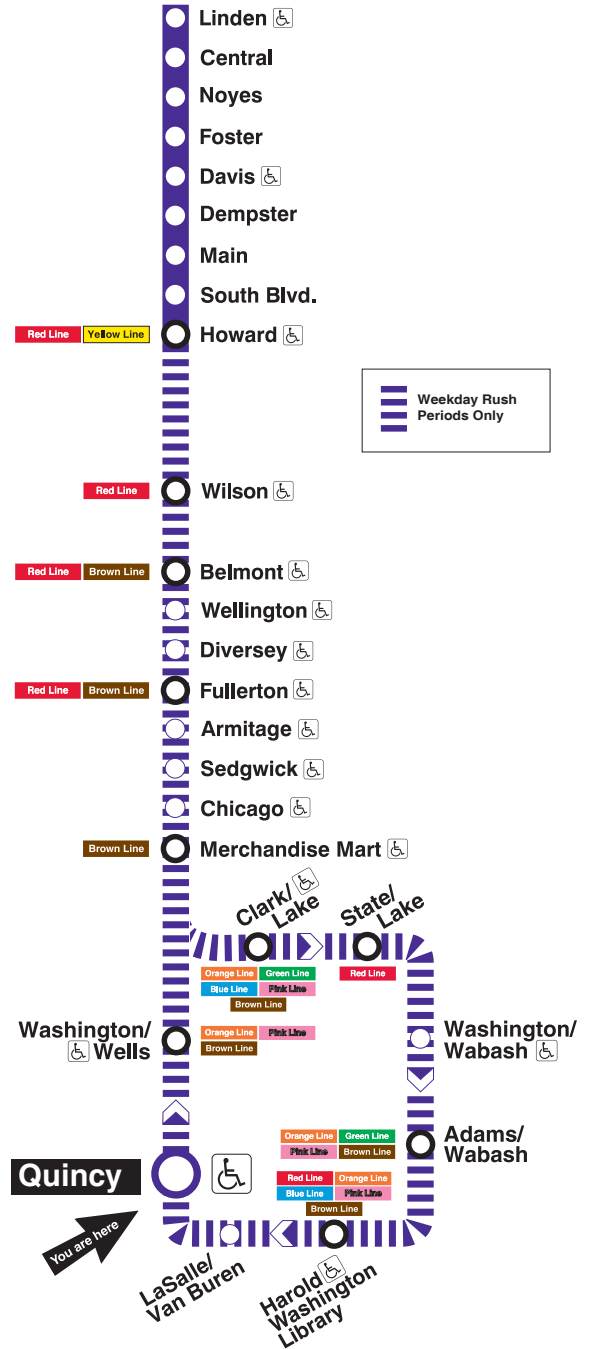 Linden
Central
Noyes
Foster
Davis
Dempster
Main
South Blvd.
Red Line Yellow Line Howard
Weekday Rush
Periods Only
Red Line Wilson
Red Line Brown Line Belmont
Wellington
Diversey
Red Line Brown Line Fullerton
Armitage
Sedgwick
Chicago
Brown Line Merchandise Mart
Clark/
Lake
State/
Lake
Orange Line Green Line
Blue Line Pink Line
Brown Line
Red Line
Washington/
Wells
Orange Line Pink Line
Brown Line
Washington/
Wabash
Orange Line Green Line
Pink Line Brown Line
Adams/
Wabash
Quincy
Red Line Orange Line
Blue Line Pink Line
Brown Line
You are here
LaSalle/
Van Buren
Harold
Washington
Library